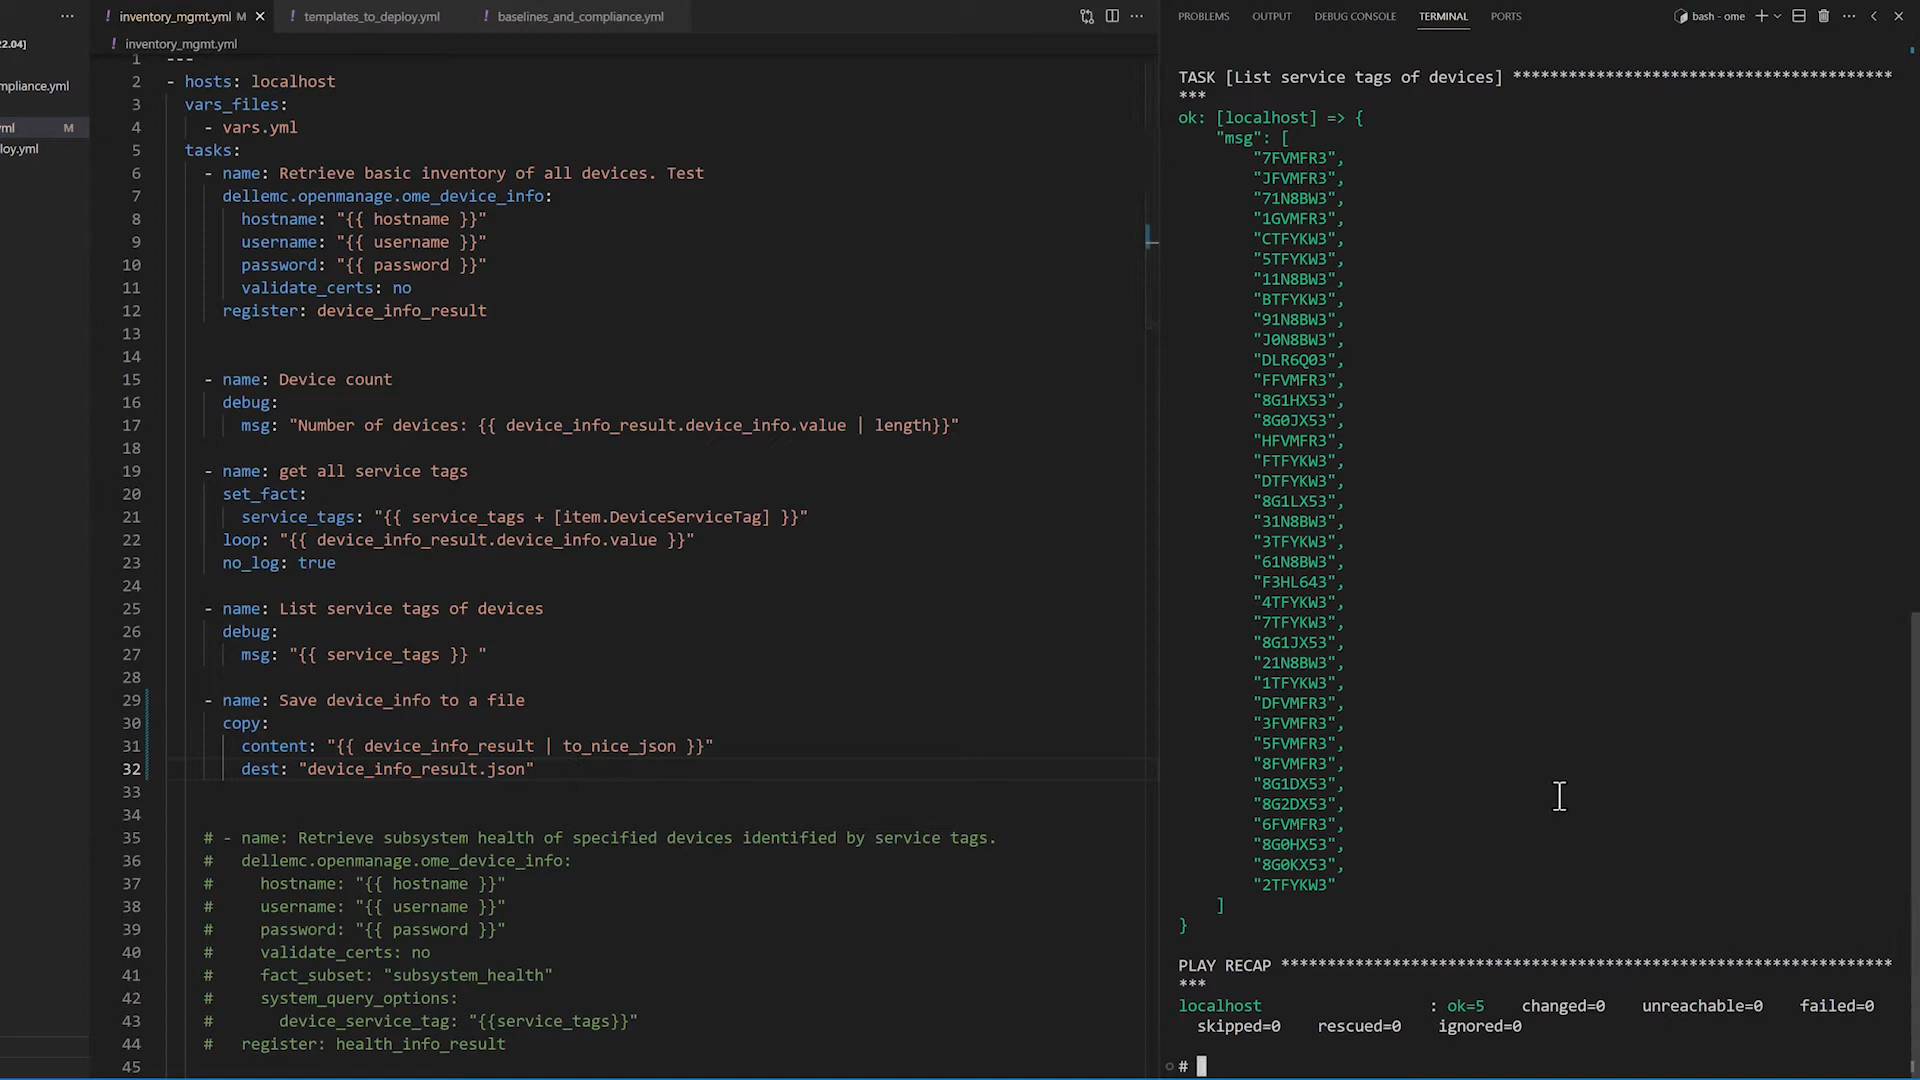 2.04]
mpliance.yml
yml M
loy.yml
! inventory_mgmt.yml M
! templates_to_deploy.yml
! baselines_and_compliance.yml
! inventory_mgmt.yml
1 ---
2 - hosts: localhost
3 vars_files:
4 - vars.yml
5 tasks:
6 - name: Retrieve basic inventory of all devices. Test
7 dellemc.openmanage.ome_device_info:
8 hostname: "{{ hostname }}"
9 username: "{{ username }}"
10 password: "{{ password }}"
11 validate_certs: no
12 register: device_info_result
13
14
15 - name: Device count
16 debug:
17 msg: "Number of devices: {{ device_info_result.device_info.value | length}}"
18
19 - name: get all service tags
20 set_fact:
21 service_tags: "{{ service_tags + [item.DeviceServiceTag] }}"
22 loop: "{{ device_info_result.device_info.value }}"
23 no_log: true
24
25 - name: List service tags of devices
26 debug:
27 msg: "{{ service_tags }} "
28
29 - name: Save device_info to a file
30 copy:
31 content: "{{ device_info_result | to_nice_json }}"
32 dest: "device_info_result.json"
33
34
35 # - name: Retrieve subsystem health of specified devices identified by service tags.
36 # dellemc.openmanage.ome_device_info:
37 # hostname: "{{ hostname }}"
38 # username: "{{ username }}"
39 # password: "{{ password }}"
40 # validate_certs: no
41 # fact_subset: "subsystem_health"
42 # system_query_options:
43 # device_service_tag: "{{service_tags}}"
44 # register: health_info_result
45
PROBLEMS OUTPUT DEBUG CONSOLE TERMINAL PORTS
bash - ome
TASK [List service tags of devices] *****************************************
***
ok: [localhost] => {
"msg": [
"7FVMFR3",
"JFVMFR3",
"71N8BW3",
"1GVMFR3",
"CTFYKW3",
"5TFYKW3",
"11N8BW3",
"BTFYKW3",
"91N8BW3",
"J0N8BW3",
"DLR6Q03",
"FFVMFR3",
"8G1HX53",
"8G0JX53",
"HFVMFR3",
"FTFYKW3",
"DTFYKW3",
"8G1LX53",
"31N8BW3",
"3TFYKW3",
"61N8BW3",
"F3HL643",
"4TFYKW3",
"7TFYKW3",
"8G1JX53",
"21N8BW3",
"1TFYKW3",
"DFVMFR3",
"3FVMFR3",
"5FVMFR3",
"8FVMFR3",
"8G1DX53",
"8G2DX53",
"6FVMFR3",
"8G0HX53",
"8G0KX53",
"2TFYKW3"
]
}
PLAY RECAP ******************************************************************
***
localhost : ok=5 changed=0 unreachable=0 failed=0
skipped=0 rescued=0 ignored=0
#